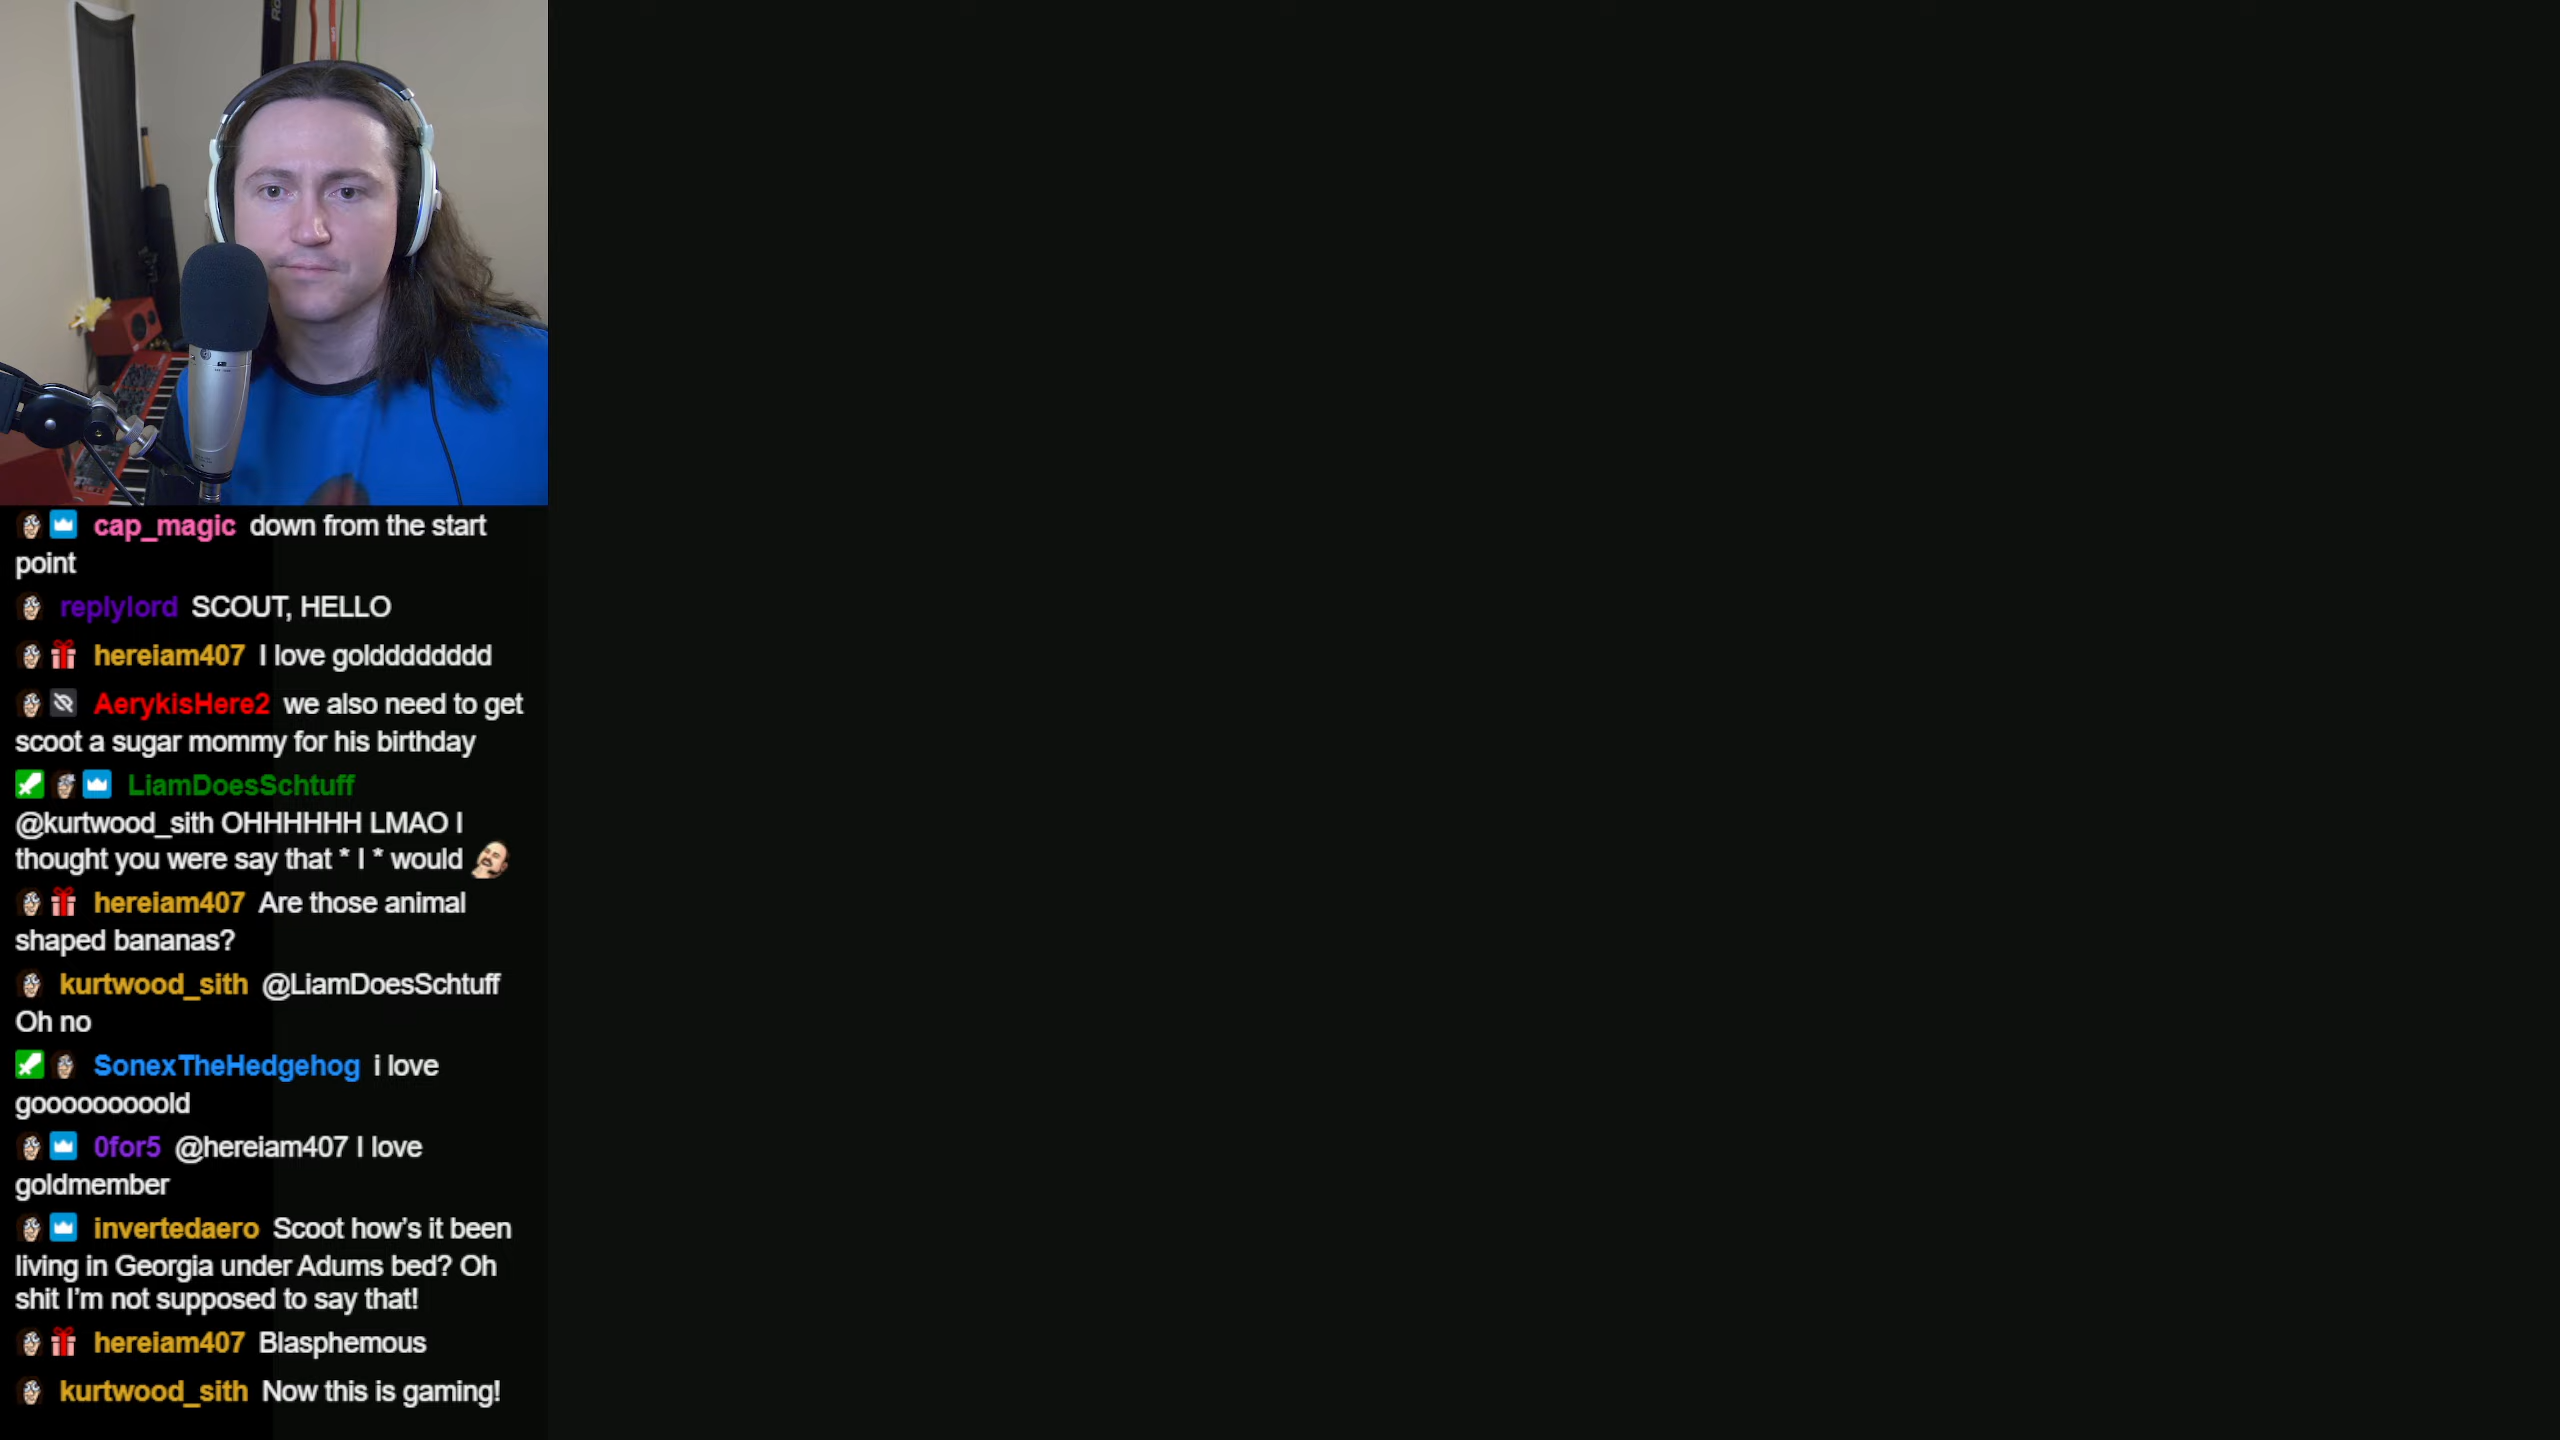 cap_magic down from the start
point
replylord SCOUT, HELLO
hereiam407 I love goldddddddd
AerykisHere2 we also need to get
scoot a sugar mommy for his birthday
LiamDoesSchtuff
@kurtwood_sith OHHHHHH LMAO I
thought you were say that * I * would
hereiam407 Are those animal
shaped bananas?
kurtwood_sith @LiamDoesSchtuff
Oh no
SonexTheHedgehog i love
gooooooooold
0for5 @hereiam407 I love
goldmember
invertedaero Scoot how's it been
living in Georgia under Adums bed? Oh
shit I'm not supposed to say that!
hereiam407 Blasphemous
kurtwood_sith Now this is gaming!